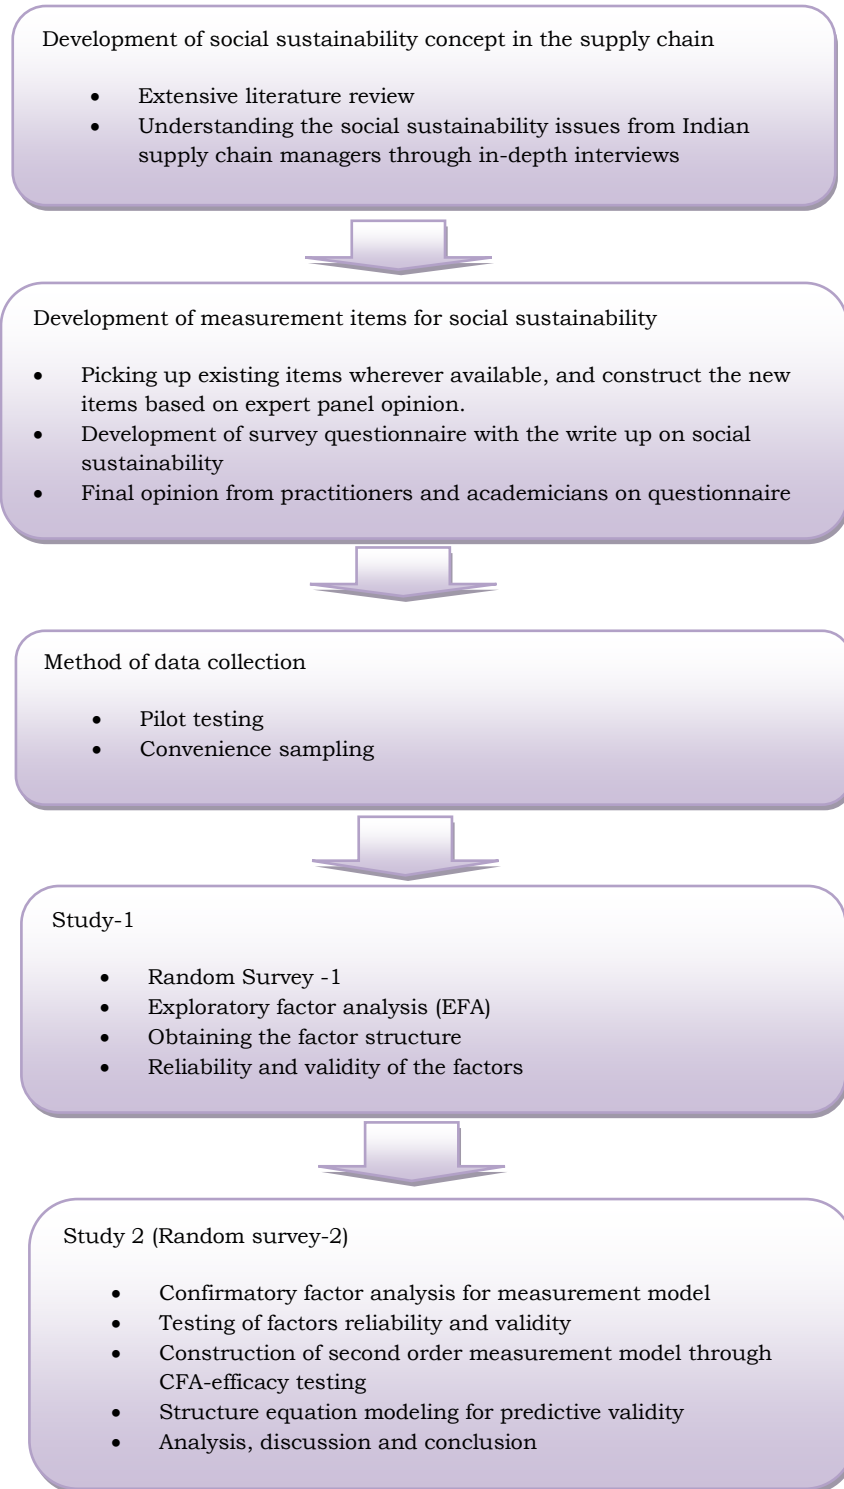 Development of social sustainability concept in the supply chain
• Extensive literature review
• Understanding the social sustainability issues from Indian
supply chain managers through in-depth interviews
Development of measurement items for social sustainability
• Picking up existing items wherever available, and construct the new
items based on expert panel opinion.
• Development of survey questionnaire with the write up on social
sustainability
• Final opinion from practitioners and academicians on questionnaire
Method of data collection
• Pilot testing
• Convenience sampling
Study-1
• Random Survey -1
• Exploratory factor analysis (EFA)
• Obtaining the factor structure
• Reliability and validity of the factors
Study 2 (Random survey-2)
• Confirmatory factor analysis for measurement model
• Testing of factors reliability and validity
• Construction of second order measurement model through
CFA-efficacy testing
• Structure equation modeling for predictive validity
• Analysis, discussion and conclusion